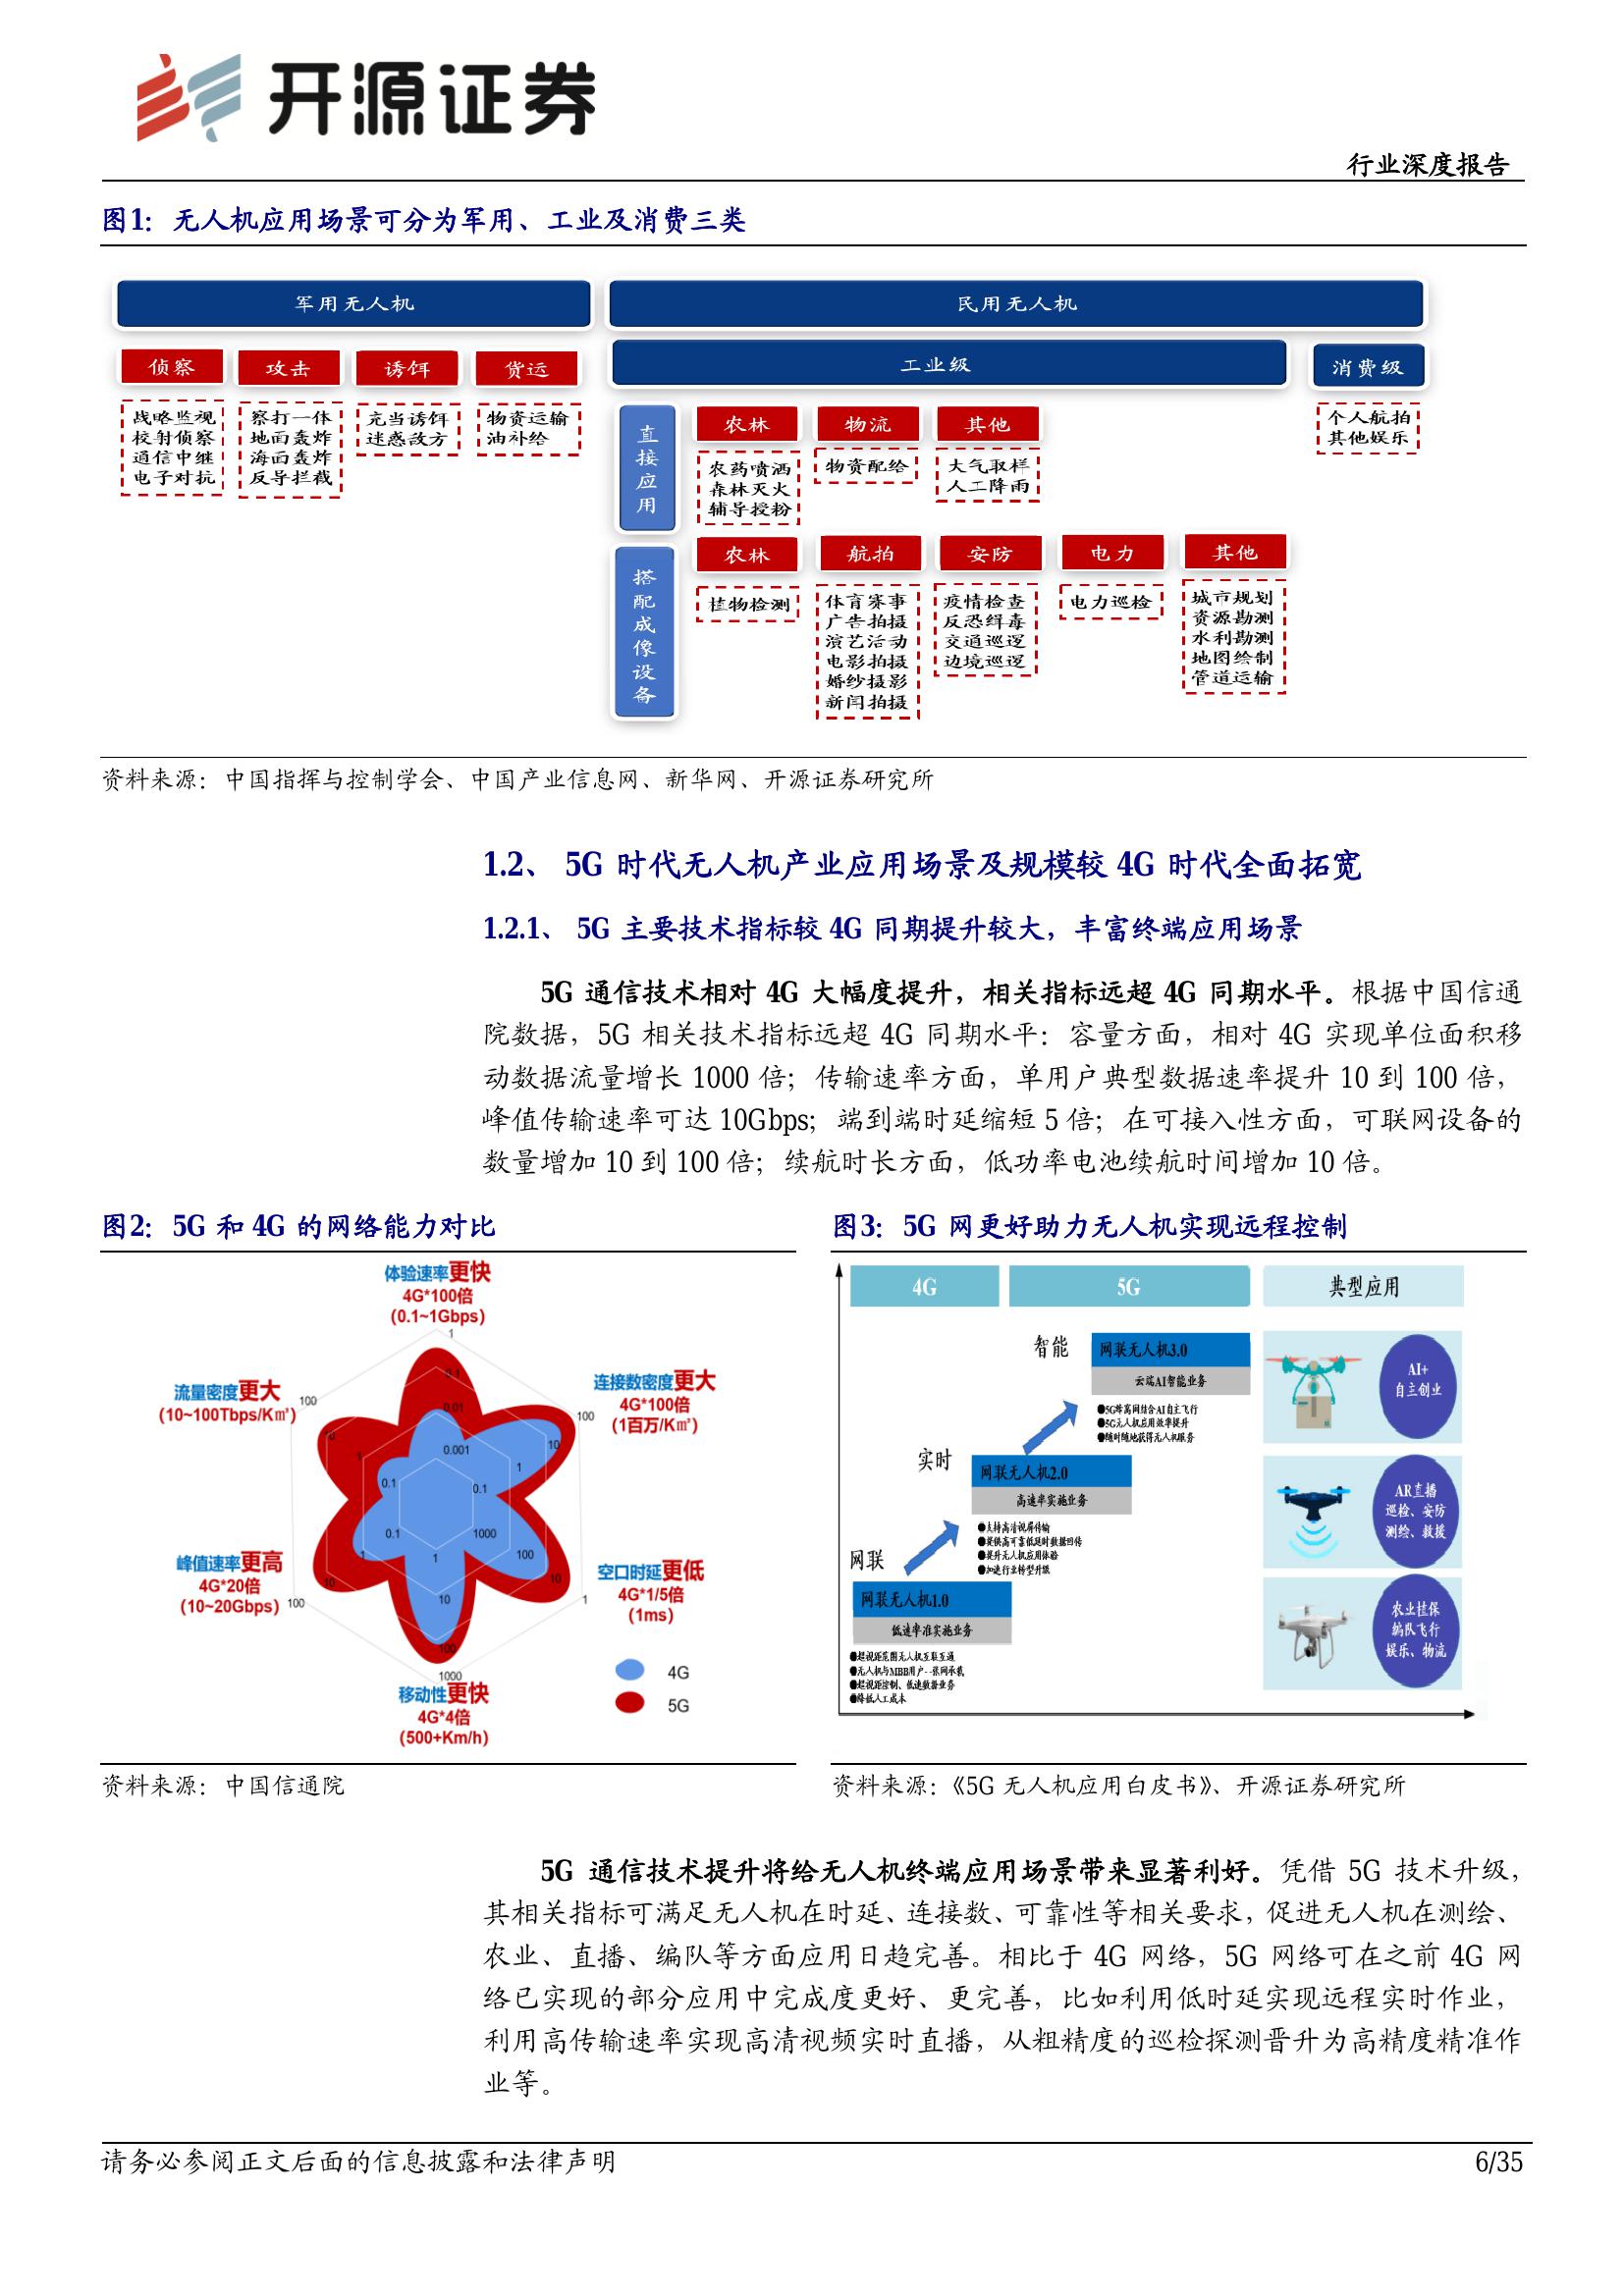 开源证券
行业深度报告
图1：无人机应用场景可分为军用、工业及消费三类
军用无人机
民用无人机
侦察
攻击
诱饵
货运
工业级
消费级
战略监视
校射侦察
通信中继
电子对抗
察打一体
地面轰炸
海面轰炸
反导拦截
充当诱饵
迷惑敌方
物资运输
油补给
个人航拍
其他娱乐
直接应用
农林
物流
其他
农药喷洒
森林灭火
辅导授粉
物资配给
大气取样
人工降雨
搭配成像设备
农林
航拍
安防
电力
其他
植物检测
体育赛事
广告拍摄
演艺活动
电影拍摄
婚纱摄影
新闻拍摄
疫情检查
反恐缉毒
交通巡逻
边境巡逻
电力巡检
城市规划
资源勘测
水利勘测
地图绘制
管道运输
资料来源：中国指挥与控制学会、中国产业信息网、新华网、开源证券研究所
1.2、 5G 时代无人机产业应用场景及规模较 4G 时代全面拓宽
1.2.1、 5G 主要技术指标较 4G 同期提升较大，丰富终端应用场景
5G 通信技术相对 4G 大幅度提升，相关指标远超 4G 同期水平。根据中国信通
院数据，5G 相关技术指标远超 4G 同期水平：容量方面，相对 4G 实现单位面积移
动数据流量增长 1000 倍；传输速率方面，单用户典型数据速率提升 10 到 100 倍，
峰值传输速率可达 10Gbps；端到端时延缩短 5 倍；在可接入性方面，可联网设备的
数量增加 10 到 100 倍；续航时长方面，低功率电池续航时间增加 10 倍。
图2：5G 和 4G 的网络能力对比
体验速率更快
4G*100倍
(0.1~1Gbps)
1
0.1
0.01
0.001
连接数密度更大
4G*100倍
(1百万/Km²)
100
10
1
0.1
流量密度更大
(10~100Tbps/Km²)
100
10
1
0.1
峰值速率更高
4G*20倍
(10~20Gbps)
100
10
1
0.1
空口时延更低
4G*1/5倍
(1ms)
1000
100
10
1
1
10
100
1000
移动性更快
4G*4倍
(500+Km/h)
4G
5G
资料来源：中国信通院
图3：5G 网更好助力无人机实现远程控制
4G
5G
典型应用
智能
网联无人机3.0
云端AI智能业务
●5G蜂窝网结合AI自主飞行
●5G无人机应用效率提升
●随时随地获得无人机服务
AI+
自主创业
实时
网联无人机2.0
高速率实施业务
●支持高清视屏传输
●提供高可靠低延时数据回传
●提升无人机应用体验
●加速行业转型升级
AR直播
巡检、安防
测绘、救援
网联
网联无人机1.0
低速率准实施业务
●超视距范围无人机互联互通
●无人机与MBB用户一张网承载
●超视距控制、低速数据业务
●降低人工成本
农业植保
编队飞行
娱乐、物流
资料来源：《5G 无人机应用白皮书》、开源证券研究所
5G 通信技术提升将给无人机终端应用场景带来显著利好。凭借 5G 技术升级，
其相关指标可满足无人机在时延、连接数、可靠性等相关要求，促进无人机在测绘、
农业、直播、编队等方面应用日趋完善。相比于 4G 网络，5G 网络可在之前 4G 网
络已实现的部分应用中完成度更好、更完善，比如利用低时延实现远程实时作业，
利用高传输速率实现高清视频实时直播，从粗精度的巡检探测晋升为高精度精准作
业等。
请务必参阅正文后面的信息披露和法律声明
6/35